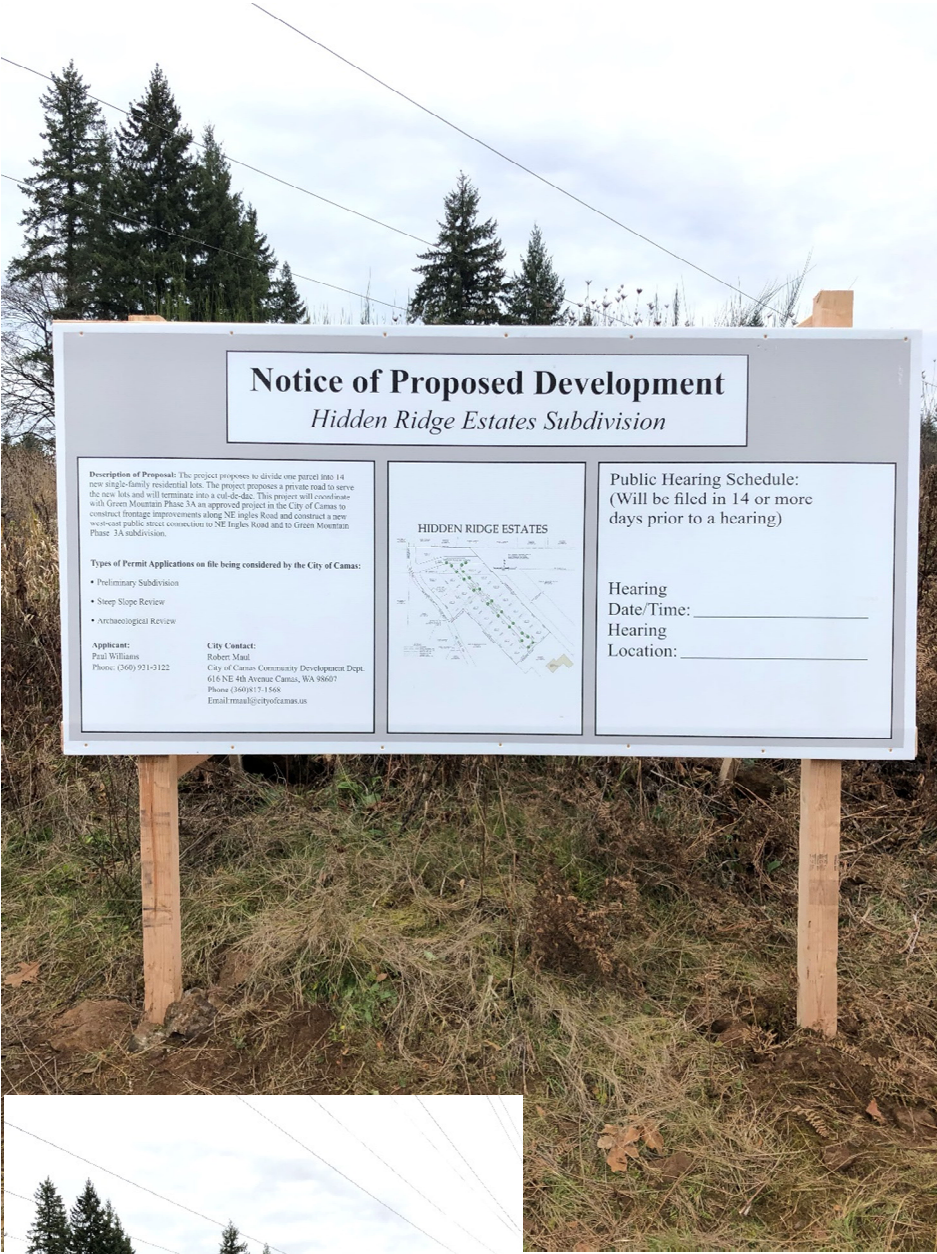 Notice of Proposed Development
Hidden Ridge Estates Subdivision
Description of Proposal: The project proposes to divide one parcel into 14
new single-family residential lots. The project proposes a private road to serve
the new lots and will terminate into a cul-de-dac. This project will coordinate
with Green Mountain Phase 3A an approved project in the City of Camas to
construct frontage improvements along NE ingles Road and construct a new
west-east public street connection to NE Ingles Road and to Green Mountain
Phase 3A subdivision.
Types of Permit Applications on file being considered by the City of Camas:
• Preliminary Subdivision
• Steep Slope Review
• Archaeological Review
Applicant:
Paul Williams
Phone: (360) 931-3122
City Contact:
Robert Maul
City of Camas Community Development Dept.
616 NE 4th Avenue Camas, WA 98607
Phone (360)817-1568
Email:rmaul@cityofcamas.us
HIDDEN RIDGE ESTATES
Public Hearing Schedule:
(Will be filed in 14 or more
days prior to a hearing)
Hearing
Date/Time:
Hearing
Location: